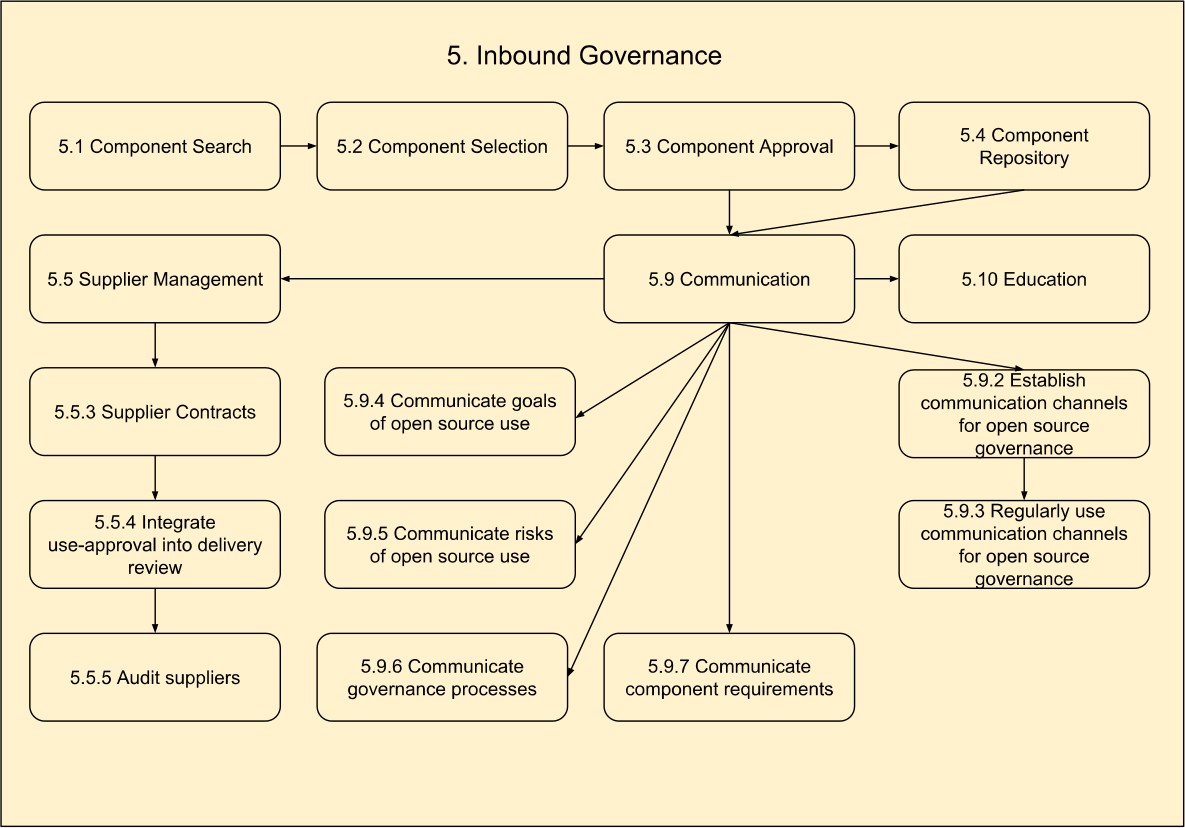 5. Inbound Governance
5.1 Component Search
5.2 Component Selection
5.3 Component Approval
5.4 Component
Repository
5.5 Supplier Management
5.9 Communication
5.10 Education
5.5.3 Supplier Contracts
5.9.4 Communicate goals
of open source use
5.9.2 Establish
communication channels
for open source
governance
5.5.4 Integrate
use-approval into delivery
review
5.9.5 Communicate risks
of open source use
5.9.3 Regularly use
communication channels
for open source
governance
5.5.5 Audit suppliers
5.9.6 Communicate
governance processes
5.9.7 Communicate
component requirements